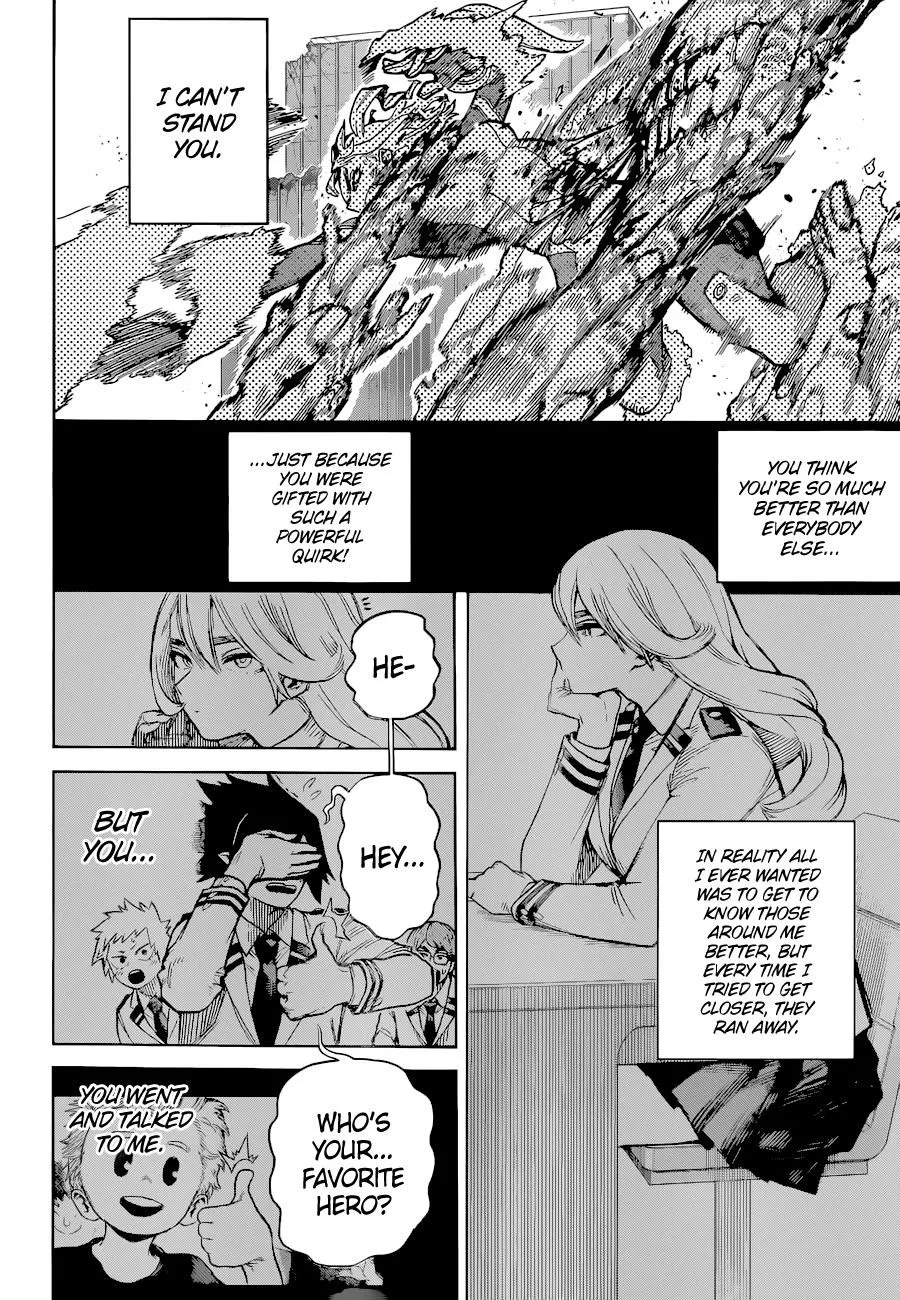 I CAN'T
STAND
YOU.
YOU THINK
YOU'RE SO MUCH
BETTER THAN
EVERYBODY
ELSE...
...JUST BECAUSE
YOU WERE
GIFTED WITH
SUCH A
POWERFUL
QUIRK!
IN REALITY ALL
I EVER WANTED
WAS TO GET TO
KNOW THOSE
AROUND ME
BETTER, BUT
EVERY TIME I
TRIED TO GET
CLOSER, THEY
RAN AWAY.
HE-
HEY...
BUT
YOU...
WHO'S
YOUR...
FAVORITE
HERO?
YOU WENT
AND TALKED
TO ME.